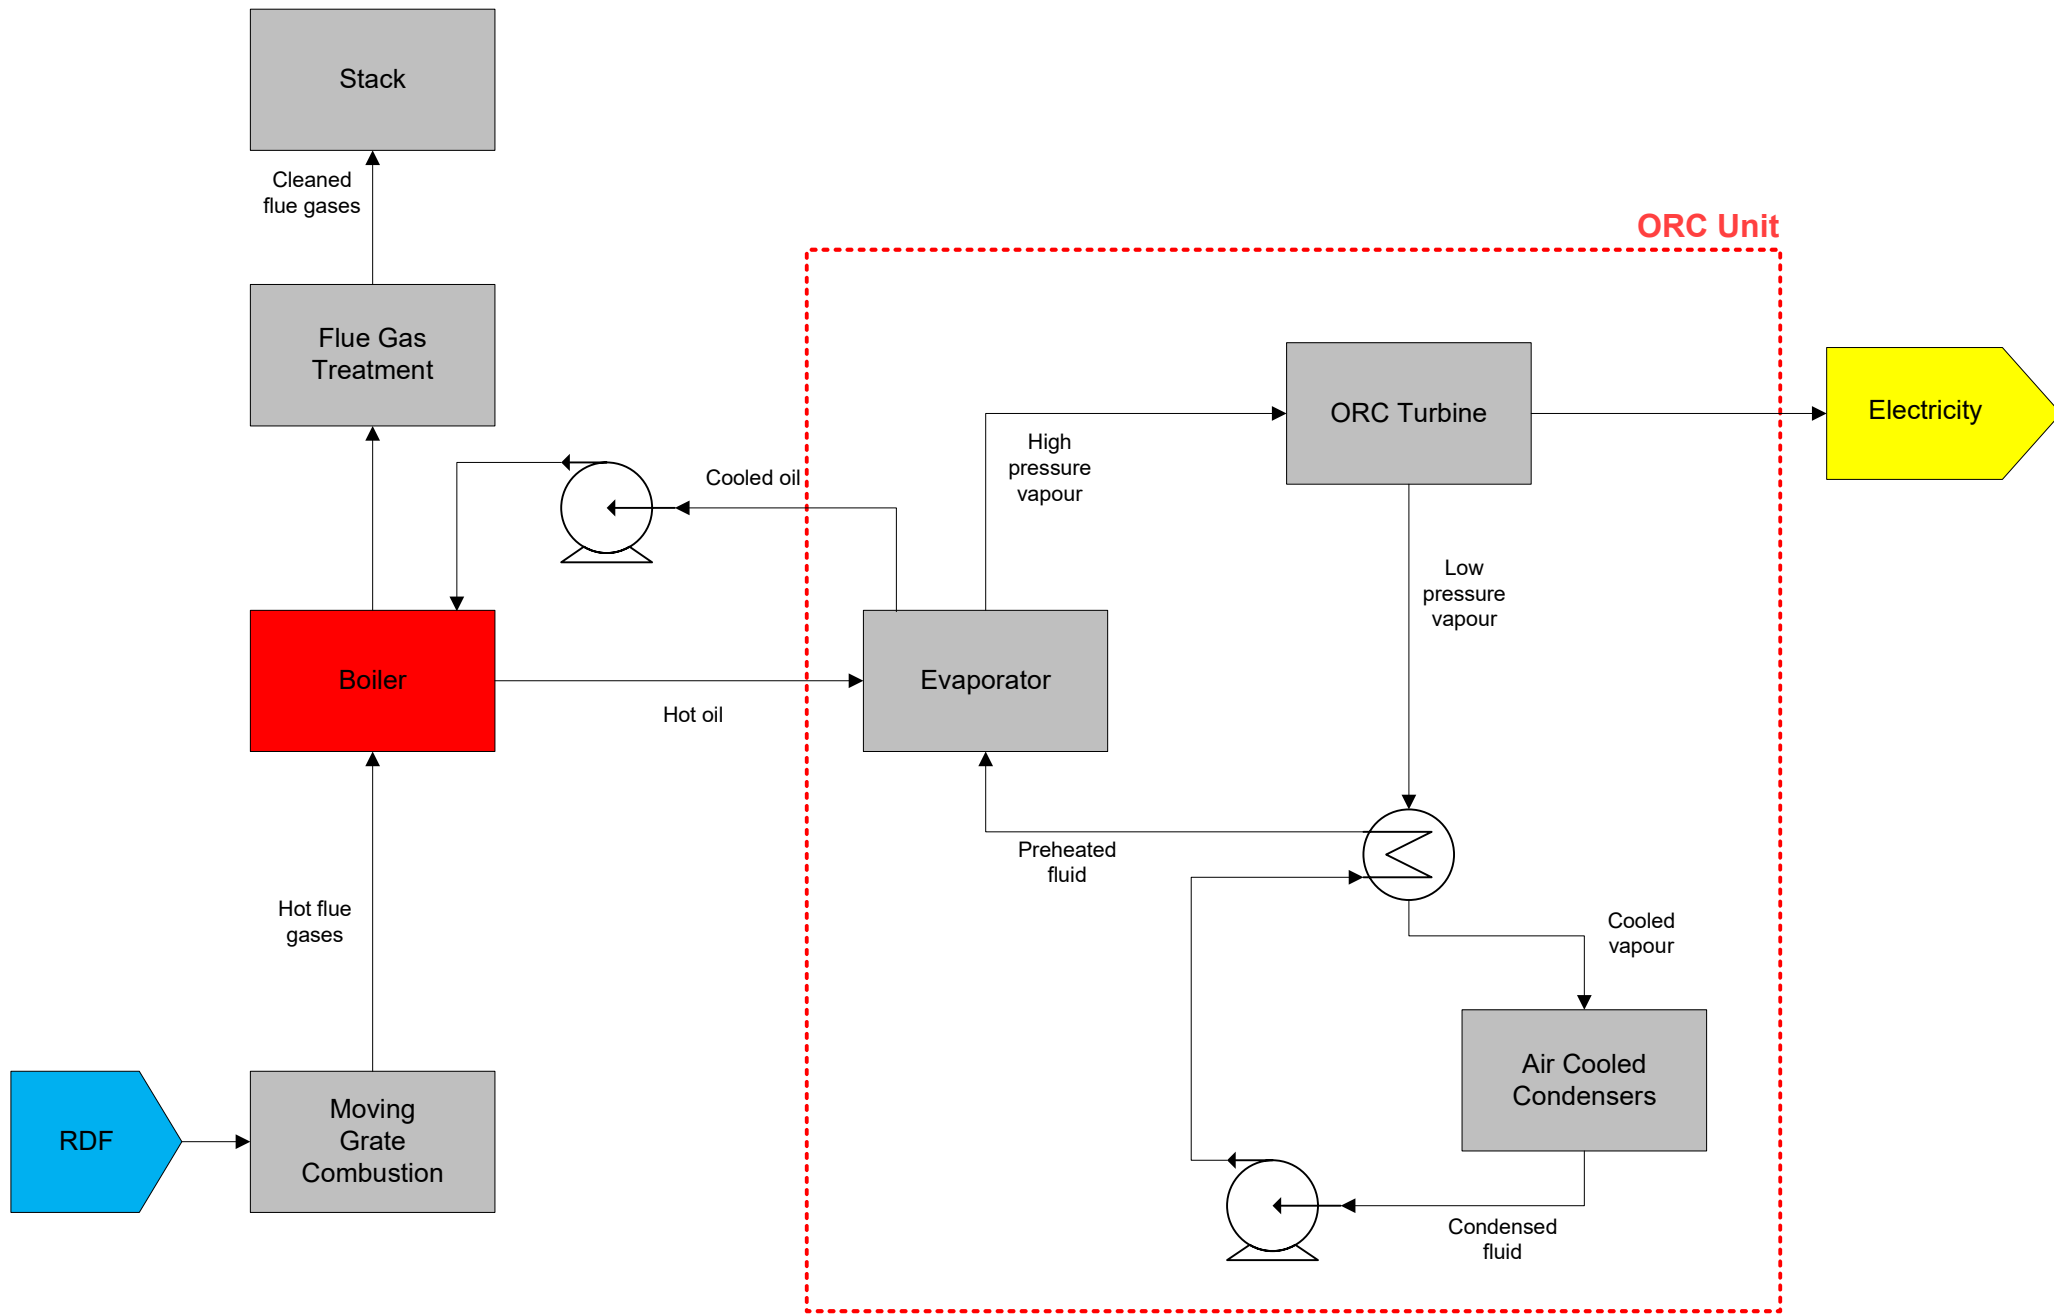 Stack
Cleaned
flue gases
ORC Unit
Flue Gas
Treatment
ORC Turbine
Electricity
High
pressure
vapour
Cooled oil
Low
pressure
vapour
Boiler
Hot oil
Evaporator
Preheated
fluid
Hot flue
gases
Cooled
vapour
Air Cooled
Condensers
RDF
Moving
Grate
Combustion
Condensed
fluid